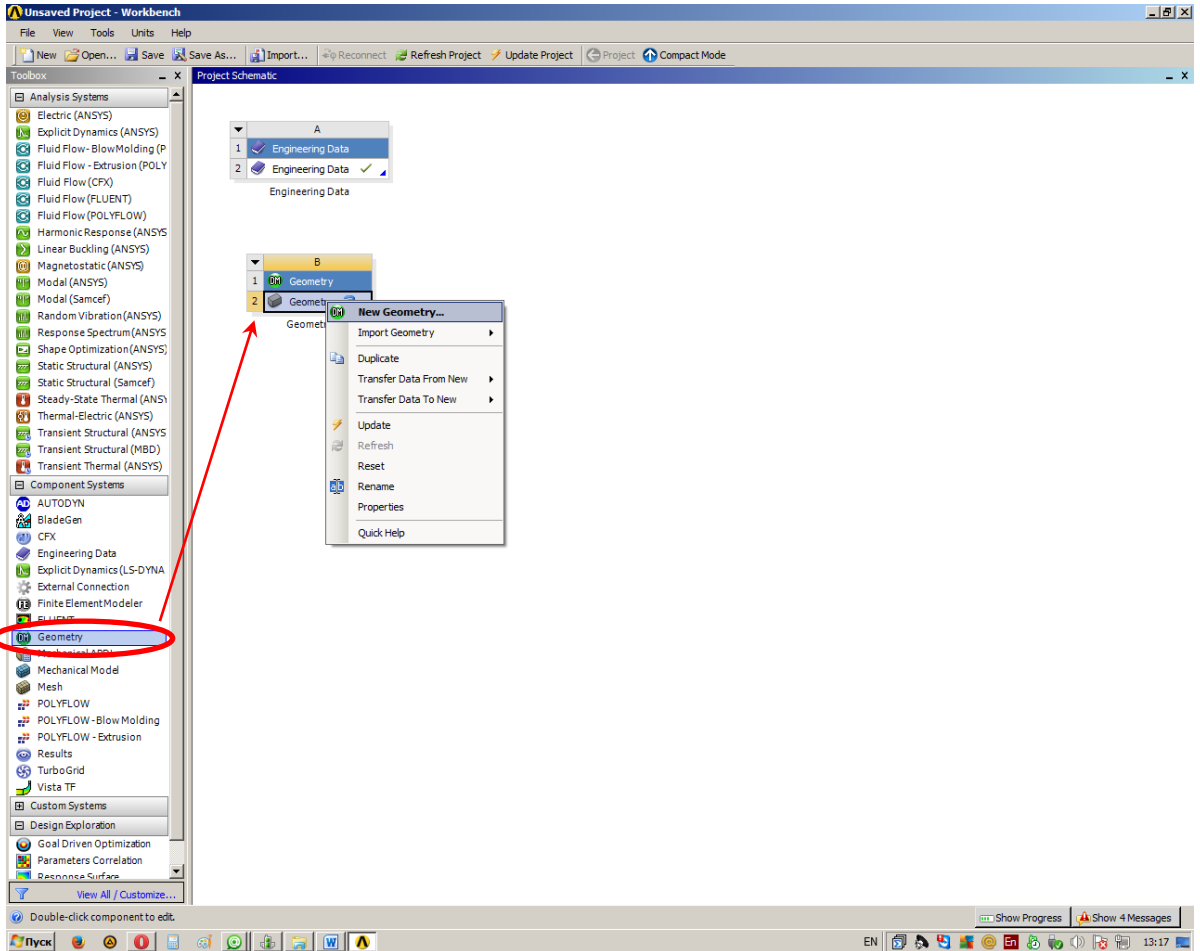 Unsaved Project - Workbench
File View Tools Units Help
New Open... Save Save As... Import... Reconnect Refresh Project Update Project Project Compact Mode
Toolbox
Project Schematic
Analysis Systems
Electric (ANSYS)
Explicit Dynamics (ANSYS)
Fluid Flow- BlowMolding (P
Fluid Flow - Extrusion (POLY
Fluid Flow (CFX)
Fluid Flow (FLUENT)
Fluid Flow (POLYFLOW)
Harmonic Response (ANSYS
Linear Buckling (ANSYS)
Magnetostatic (ANSYS)
Modal (ANSYS)
Modal (Samcef)
Random Vibration (ANSYS)
Response Spectrum (ANSYS
Shape Optimization (ANSYS)
Static Structural (ANSYS)
Static Structural (Samcef)
Steady-State Thermal (ANSY
Thermal-Electric (ANSYS)
Transient Structural (ANSYS
Transient Structural (MBD)
Transient Thermal (ANSYS)
Component Systems
AUTODYN
BladeGen
CFX
Engineering Data
Explicit Dynamics (LS-DYNA
External Connection
Finite Element Modeler
FLUENT
Geometry
Mechanical APDL
Mechanical Model
Mesh
POLYFLOW
POLYFLOW - Blow Molding
POLYFLOW - Extrusion
Results
TurboGrid
Vista TF
Custom Systems
Design Exploration
Goal Driven Optimization
Parameters Correlation
Response Surface
View All / Customize...
A
1 Engineering Data
2 Engineering Data
Engineering Data
B
1 Geometry
2 Geomet
Geomet
New Geometry...
Import Geometry
Duplicate
Transfer Data From New
Transfer Data To New
Update
Refresh
Reset
Rename
Properties
Quick Help
Double-click component to edit.
Show Progress Show 4 Messages
Пуск
EN
En
13:17